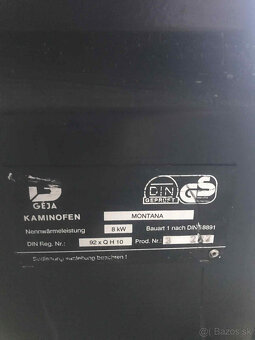 GEJA
KAMINOFEN
DIN
GEPRÜFT
GS
MONTANA
Nennwärmeleistung 8 kW Bauart 1 nach DIN 18891
DIN Reg. Nr.: 92 x Q H 10 Prod. Nr.:
beachten !
Bazos.sk